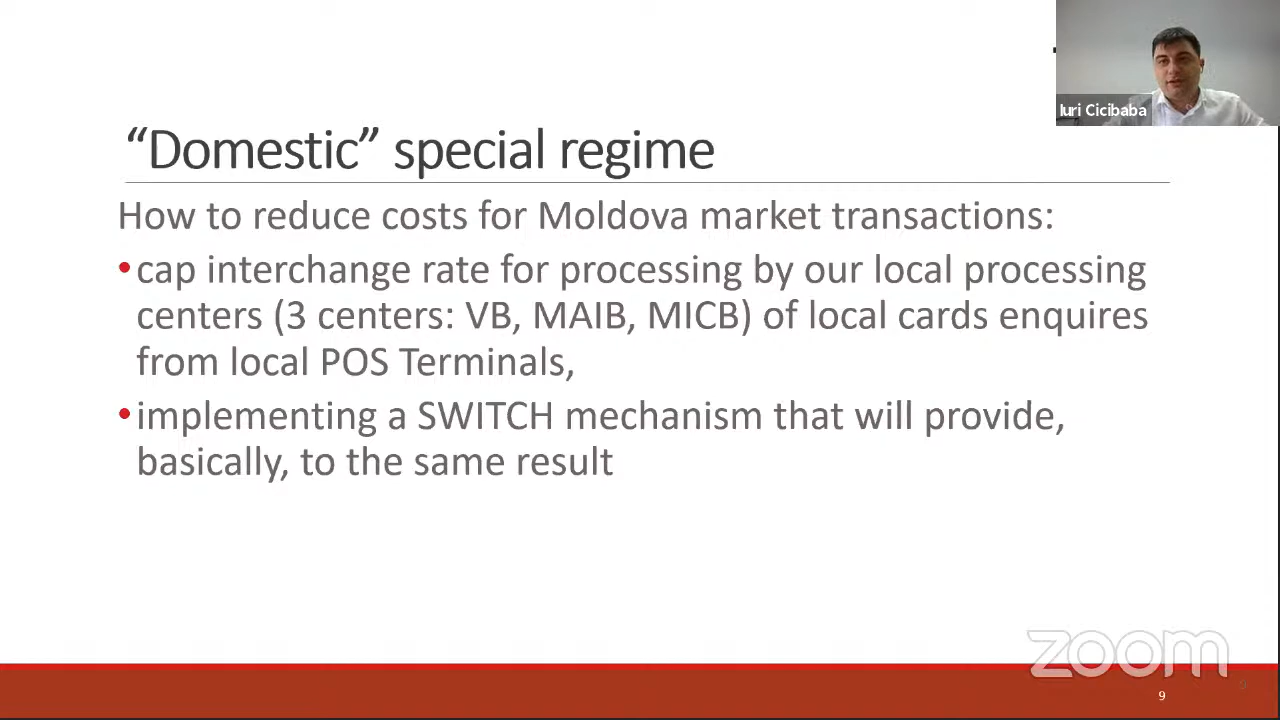 Iuri Cicibaba
“Domestic” special regime
How to reduce costs for Moldova market transactions:
•cap interchange rate for processing by our local processing
centers (3 centers: VB, MAIB, MICB) of local cards enquires
from local POS Terminals,
•implementing a SWITCH mechanism that will provide,
basically, to the same result
zoom
9
9